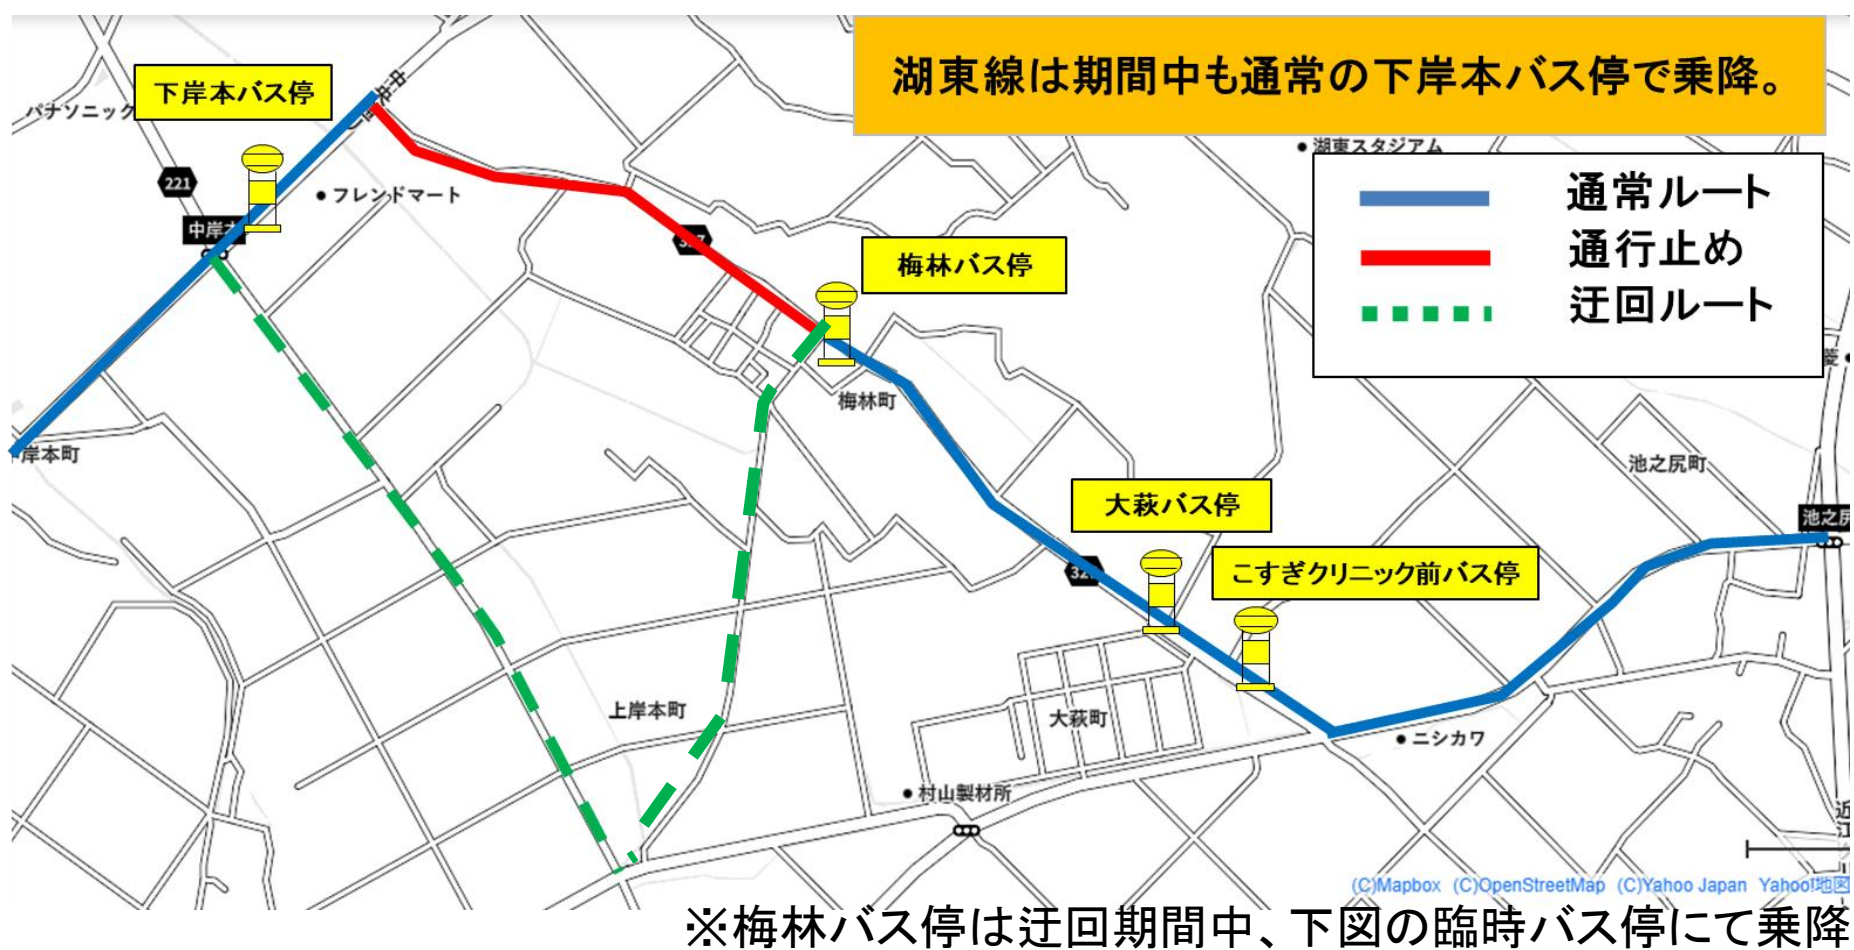 湖東線は期間中も通常の下岸本バス停で乗降。
下岸本バス停
パナソニック
221
フレンドマート
湖東スタジアム
通常ルート
通行止め
迂回ルート
梅林バス停
梅林町
岸本町
池之尻町
大萩バス停
こすぎクリニック前バス停
上岸本町
大萩町
ニシカワ
村山製材所
(C)Mapbox (C)OpenStreetMap (C)Yahoo Japan Yahoo!地図
※梅林バス停は迂回期間中、下図の臨時バス停にて乗降